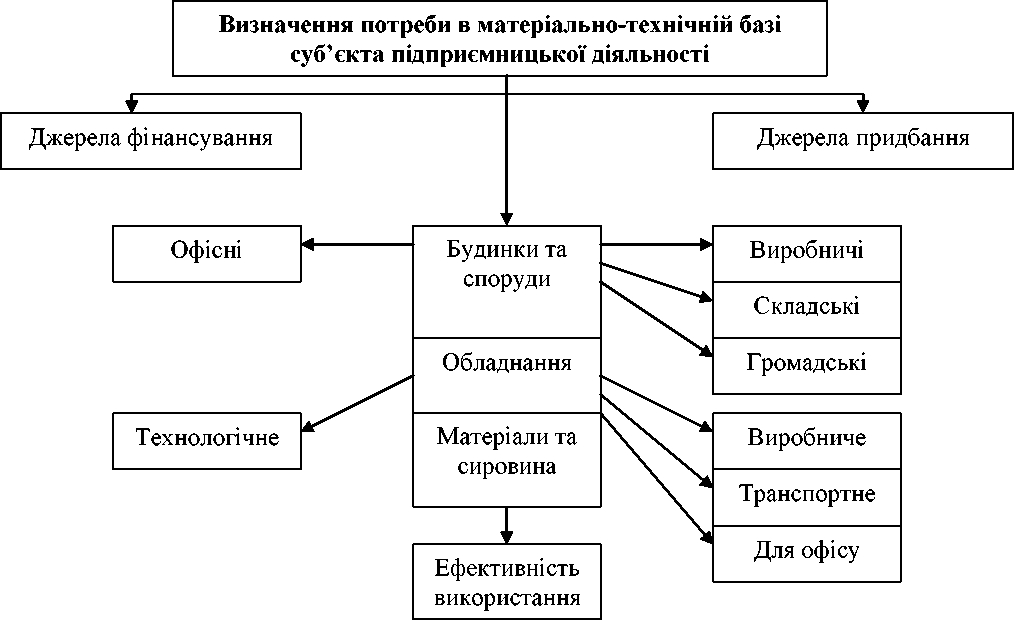 Визначення потреби в матеріально-технічній базі
суб’єкта підприємницької діяльності
Джерела фінансування
Джерела придбання
Офісні
Будинки та
споруди
Виробничі
Складські
Громадські
Обладнання
Технологічне
Матеріали та
сировина
Виробниче
Транспортне
Для офісу
Ефективність
використання